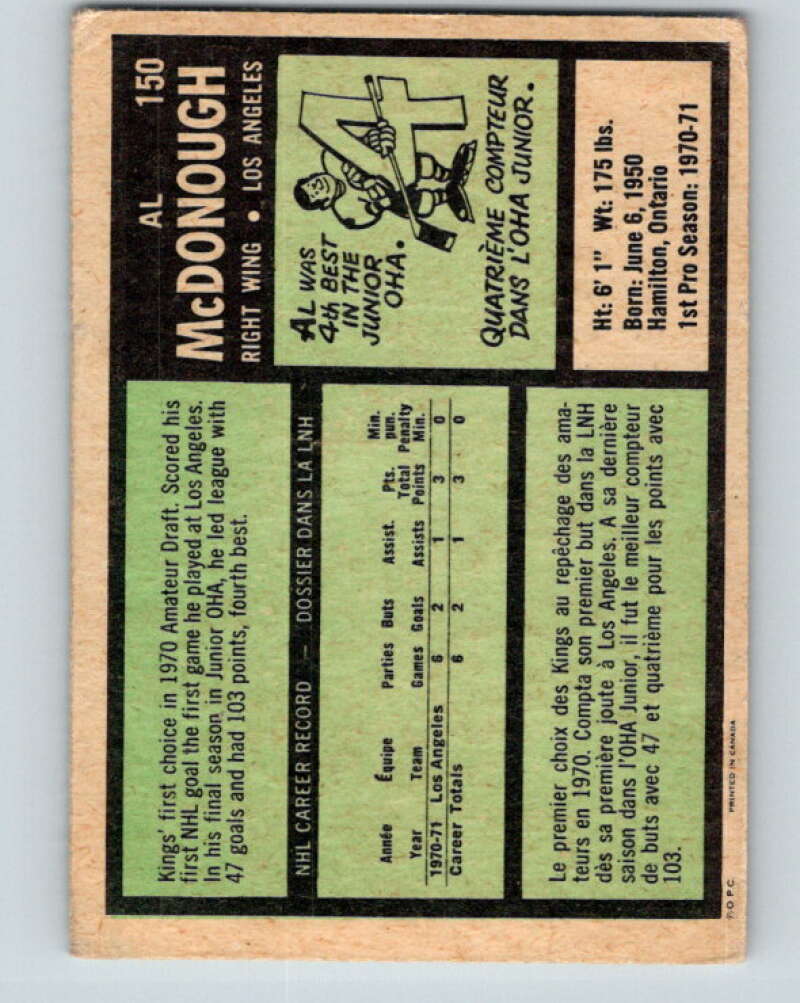 AL 150
McDONOUGH
RIGHT WING • LOS ANGELES
AL WAS
4th BEST
IN THE
JUNIOR
OHA.
QUATRIÈME COMPTEUR
DANS L'OHA JUNIOR.
Ht: 6' 1" Wt: 175 lbs.
Born: June 6, 1950
Hamilton, Ontario
1st Pro Season: 1970-71
Kings' first choice in 1970 Amateur Draft. Scored his
first NHL goal the first game he played at Los Angeles.
In his final season in Junior OHA, he led league with
47 goals and had 103 points, fourth best.
NHL CAREER RECORD — DOSSIER DANS LA LNH
Année Équipe Parties Buts Assist. Pts. Min. pun.
Year Team Games Goals Assists Total Points Penalty Min.
1970-71 Los Angeles 6 2 1 3 0
Career Totals 6 2 1 3 0
Le premier choix des Kings au repêchage des ama-
teurs en 1970. Compta son premier but dans la LNH
dès sa première joute à Los Angeles. A sa dernière
saison dans l'OHA Junior, il fut le meilleur compteur
de buts avec 47 et quatrième pour les points avec
103.
O.P.C. PRINTED IN CANADA